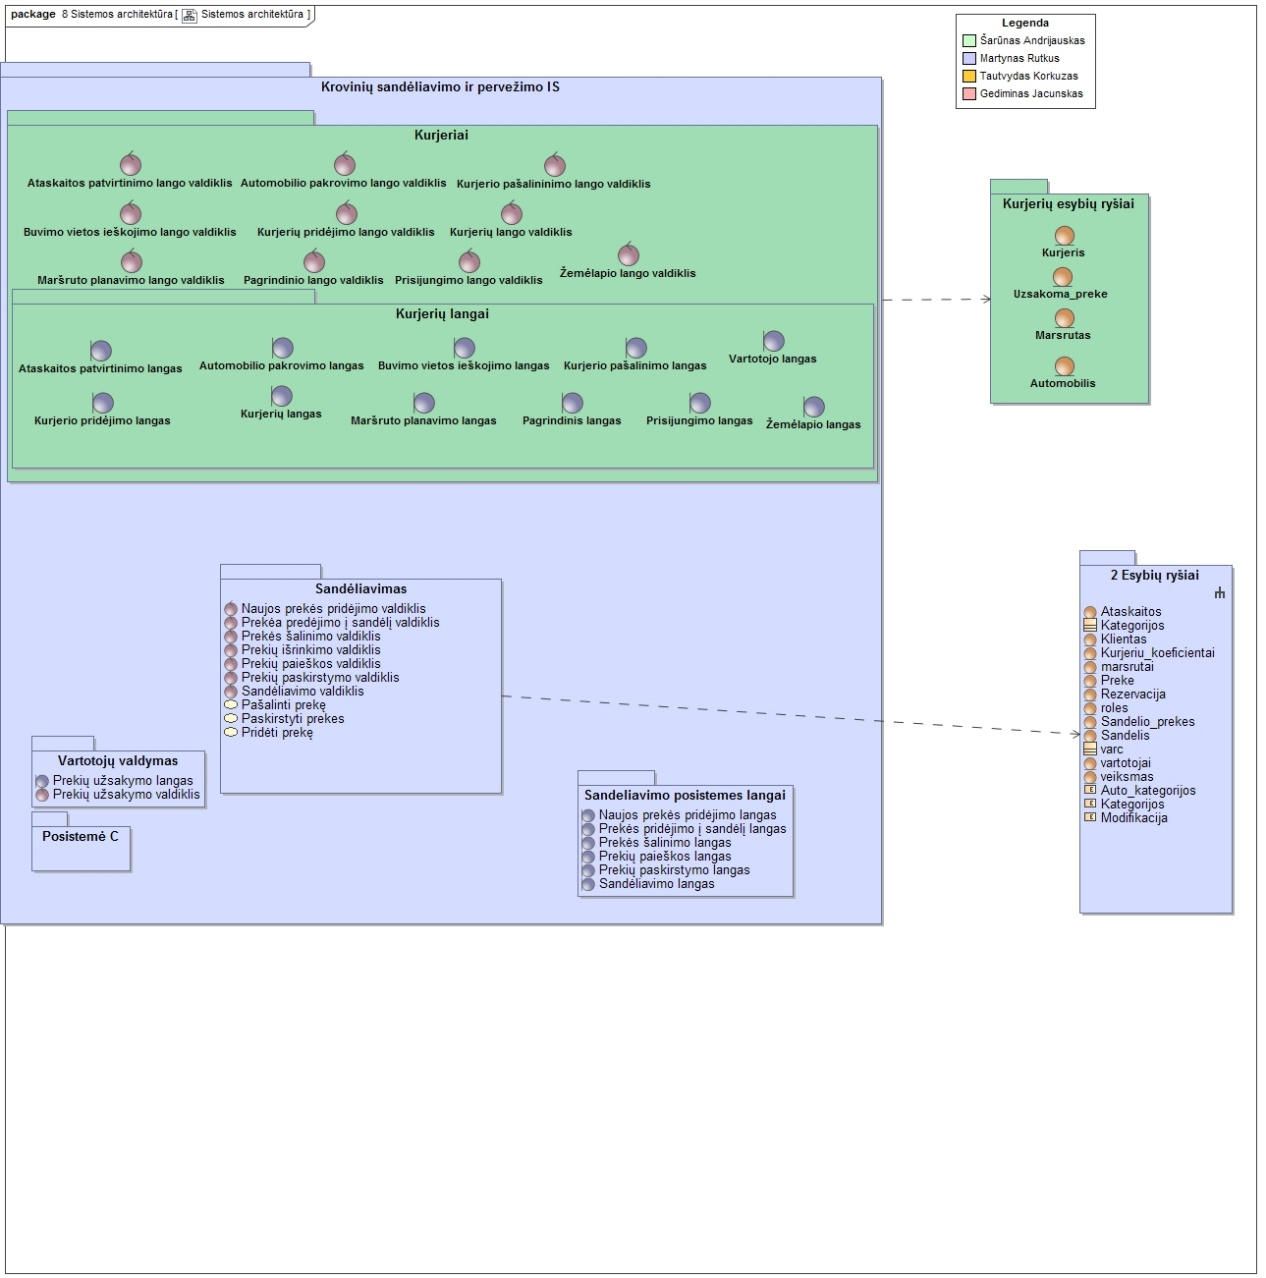 package 8 Sistemos architektūra [ Sistemos architektūra ]
Legenda
Šarūnas Andrijauskas
Martynas Rutkus
Tautvydas Korkuzas
Gediminas Jacunskas
Krovinių sandėliavimo ir pervežimo IS
Kurjeriai
Ataskaitos patvirtinimo lango valdiklis
Automobilio pakrovimo lango valdiklis
Kurjerio pašalininimo lango valdiklis
Buvimo vietos ieškojimo lango valdiklis
Kurjerių pridėjimo lango valdiklis
Kurjerių lango valdiklis
Maršruto planavimo lango valdiklis
Pagrindinio lango valdiklis
Prisijungimo lango valdiklis
Žemėlapio lango valdiklis
Kurjerių langai
Ataskaitos patvirtinimo langas
Automobilio pakrovimo langas
Buvimo vietos ieškojimo langas
Kurjerio pašalinimo langas
Vartotojo langas
Kurjerio pridėjimo langas
Kurjerių langas
Maršruto planavimo langas
Pagrindinis langas
Prisijungimo langas
Žemėlapio langas
Kurjerių esybių ryšiai
Kurjeris
Uzsakoma_preke
Marsrutas
Automobilis
Sandėliavimas
Naujos prekės pridėjimo valdiklis
Prekėa predėjimo į sandėlį valdiklis
Prekės šalinimo valdiklis
Prekių išrinkimo valdiklis
Prekių paieškos valdiklis
Prekių paskirstymo valdiklis
Sandėliavimo valdiklis
Pašalinti prekę
Paskirstyti prekes
Pridėti prekę
Vartotojų valdymas
Prekių užsakymo langas
Prekių užsakymo valdiklis
Posistemė C
Sandeliavimo posistemes langai
Naujos prekės pridėjimo langas
Prekės pridėjimo į sandėlį langas
Prekės šalinimo langas
Prekių paieškos langas
Prekių paskirstymo langas
Sandėliavimo langas
2 Esybių ryšiai
Ataskaitos
Kategorijos
Klientas
Kurjeriu_koeficientai
marsrutai
Preke
Rezervacija
roles
Sandelio_prekes
Sandelis
varc
vartotojai
veiksmas
Auto_kategorijos
Kategorijos
Modifikacija